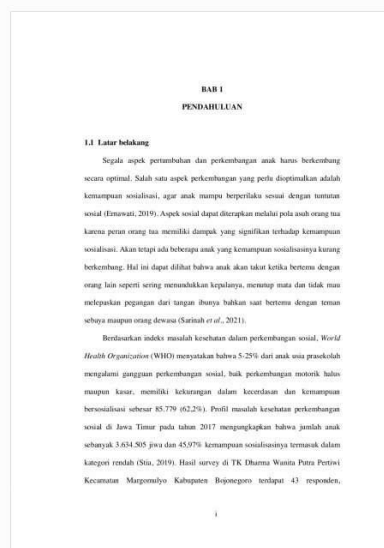 BAB 1
PENDAHULUAN
1.1 Latar belakang
Segala aspek pertumbuhan dan perkembangan anak harus berkembang
secara optimal. Salah satu aspek perkembangan yang perlu dioptimalkan adalah
kemampuan sosialisasi, agar anak mampu berperilaku sesuai dengan tuntutan
sosial (Ernawati, 2019). Aspek sosial dapat diterapkan melalui pola asuh orang tua
karena peran orang tua memiliki dampak yang signifikan terhadap kemampuan
sosialisasi. Akan tetapi ada beberapa anak yang kemampuan sosialisasinya kurang
berkembang. Hal ini dapat dilihat bahwa anak akan takut ketika bertemu dengan
orang lain seperti sering menundukkan kepalanya, menutup mata dan tidak mau
melepaskan pegangan dari tangan ibunya bahkan saat bertemu dengan teman
sebaya maupun orang dewasa (Sarinah et al., 2021).
Berdasarkan indeks masalah kesehatan dalam perkembangan sosial, World
Health Organization (WHO) menyatakan bahwa 5-25% dari anak usia prasekolah
mengalami gangguan perkembangan sosial, baik perkembangan motorik halus
maupun kasar, memiliki kekurangan dalam kecerdasan dan kemampuan
bersosialisasi sebesar 85.779 (62,2%). Profil masalah kesehatan perkembangan
sosial di Jawa Timur pada tahun 2017 mengungkapkan bahwa jumlah anak
sebanyak 3.634.505 jiwa dan 45,97% kemampuan sosialisasinya termasuk dalam
kategori rendah (Stia, 2019). Hasil survey di TK Dharma Wanita Putra Pertiwi
Kecamatan Margomulyo Kabupaten Bojonegoro terdapat 43 responden,
i